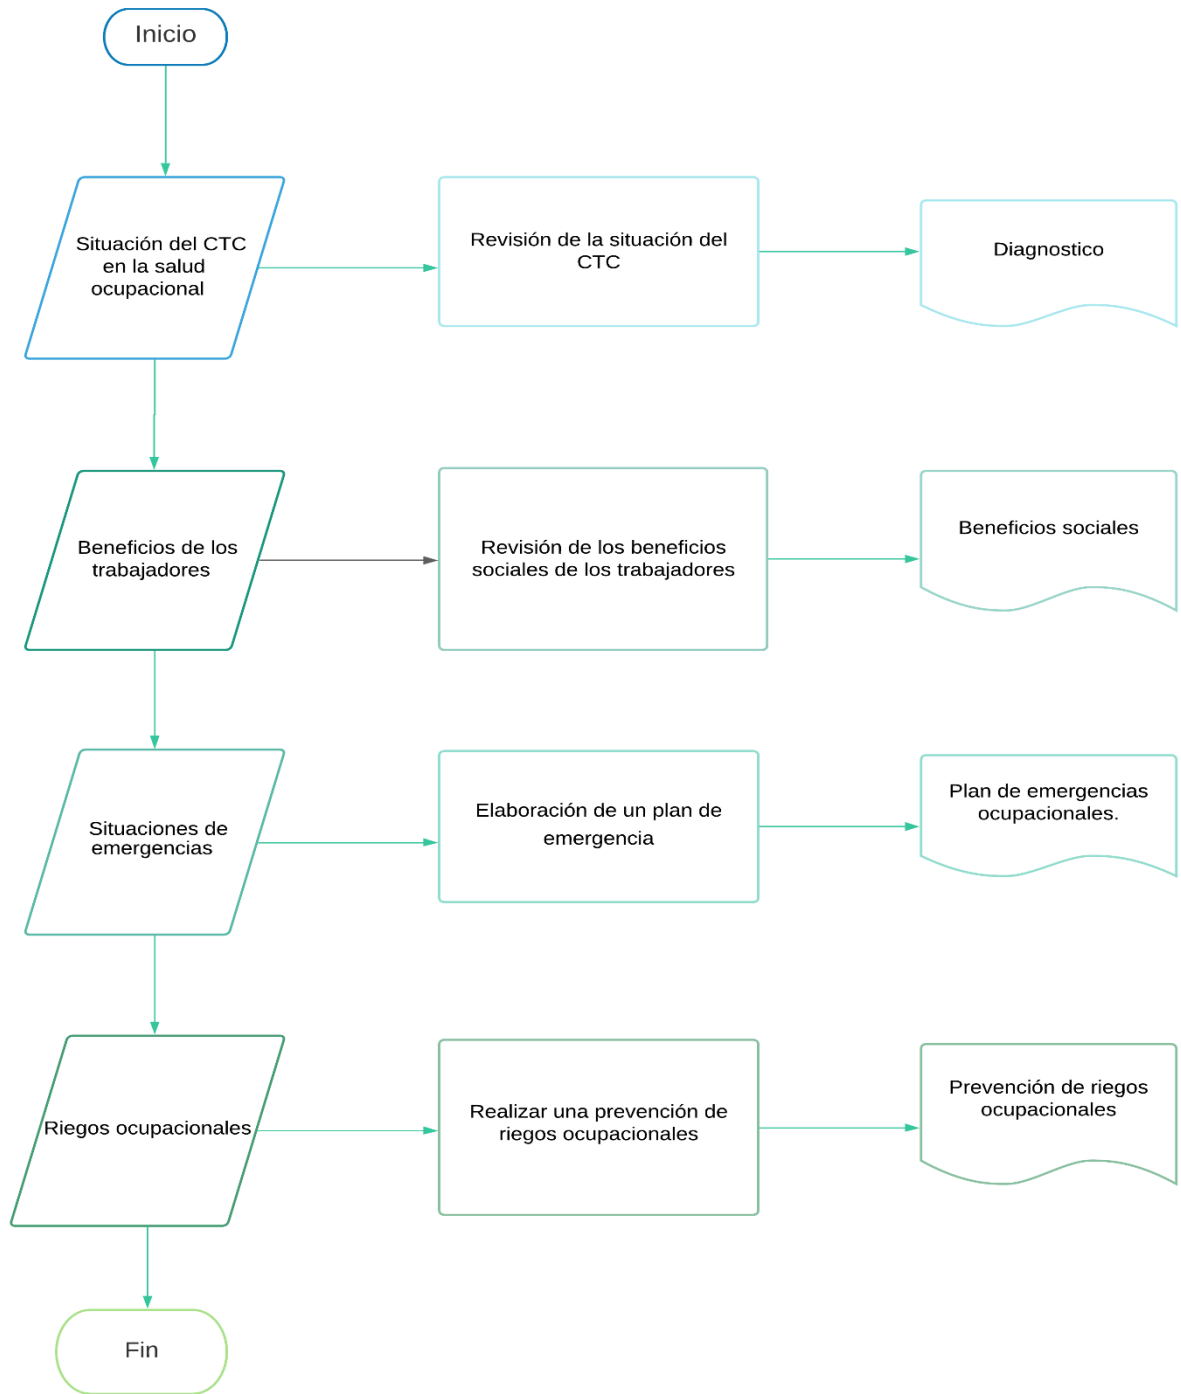 Inicio
Situación del CTC
en la salud
ocupacional
Revisión de la situación del
CTC
Diagnostico
Beneficios de los
trabajadores
Revisión de los beneficios
sociales de los trabajadores
Beneficios sociales
Situaciones de
emergencias
Elaboración de un plan de
emergencia
Plan de emergencias
ocupacionales.
Riegos ocupacionales
Realizar una prevención de
riegos ocupacionales
Prevención de riegos
ocupacionales
Fin